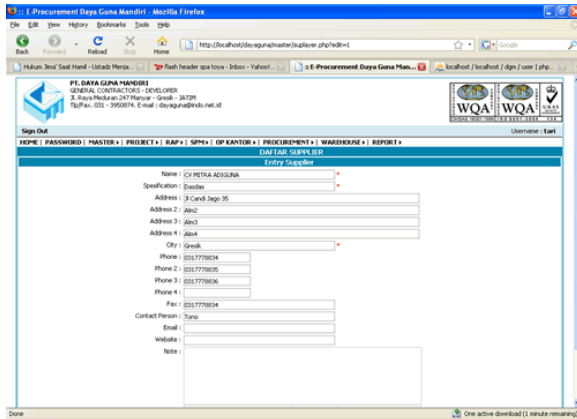 :: E-Procurement Daya Guna Mandiri - Mozilla Firefox
File Edit View History Bookmarks Tools Help
Back Forward Reload Stop Home http://localhost/dayaguna/master/suplayer.php?edit=1 Google
Hukum Jima' Saat Hamil - Ustadz Menja... flash header spa toya - Inbox - Yahoo!... :: E-Procurement Daya Guna Man... localhost / localhost / dgm / user | php...
PT. DAYA GUNA MANDIRI
GENERAL CONTRACTORS - DEVELOPER
Jl. Raya Meduran 247 Manyar - Gresik - JATIM
Tlp/Fax. 031 - 3950874. E-mail : dayaguna@indo.net.id
WQA WQA UKAS
Sign Out Username : tari
HOME | PASSWORD | MASTER | PROJECT | RAP | SPM | OP KANTOR | PROCUREMENT | WAREHOUSE | REPORT
DAFTAR SUPPLIER
Entry Supplier
Name : CV MITRA ADIGUNA *
Spesification : Dasdas *
Address : Jl Candi Jago 35
Address 2 : Alm2
Address 3 : Alm3
Address 4 : Alm4
City : Gresik *
Phone : 0317778834
Phone 2 : 0317778835
Phone 3 : 0317778836
Phone 4 :
Fax : 0317778834
Contact Person : Tono
Email :
Website :
Note :
Done One active download (1 minute remaining)